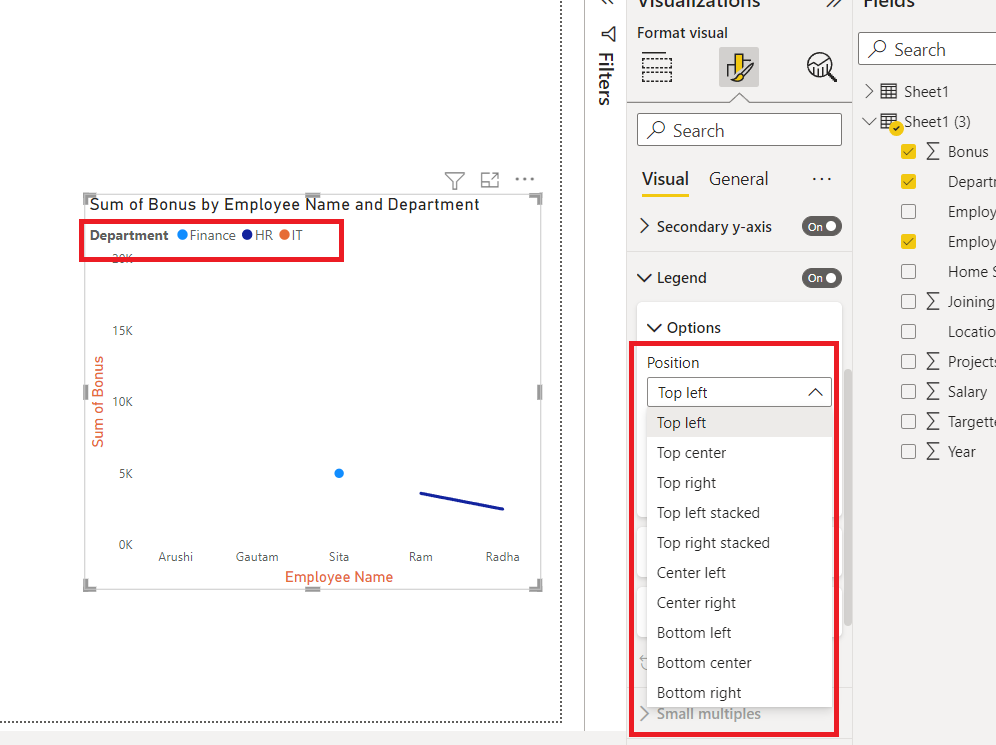 Visualizations
Fields
Format visual
Filters
Search
Search
Sheet1
Sheet1 (3)
Bonus
Departm
Employ
Employ
Home S
Joining
Locatio
Projects
Salary
Targette
Year
Visual General
Secondary y-axis On
Legend On
Options
Position
Top left
Top left
Top center
Top right
Top left stacked
Top right stacked
Center left
Center right
Bottom left
Bottom center
Bottom right
Small multiples
Sum of Bonus by Employee Name and Department
Department Finance HR IT
20K
15K
10K
5K
0K
Sum of Bonus
Arushi Gautam Sita Ram Radha
Employee Name